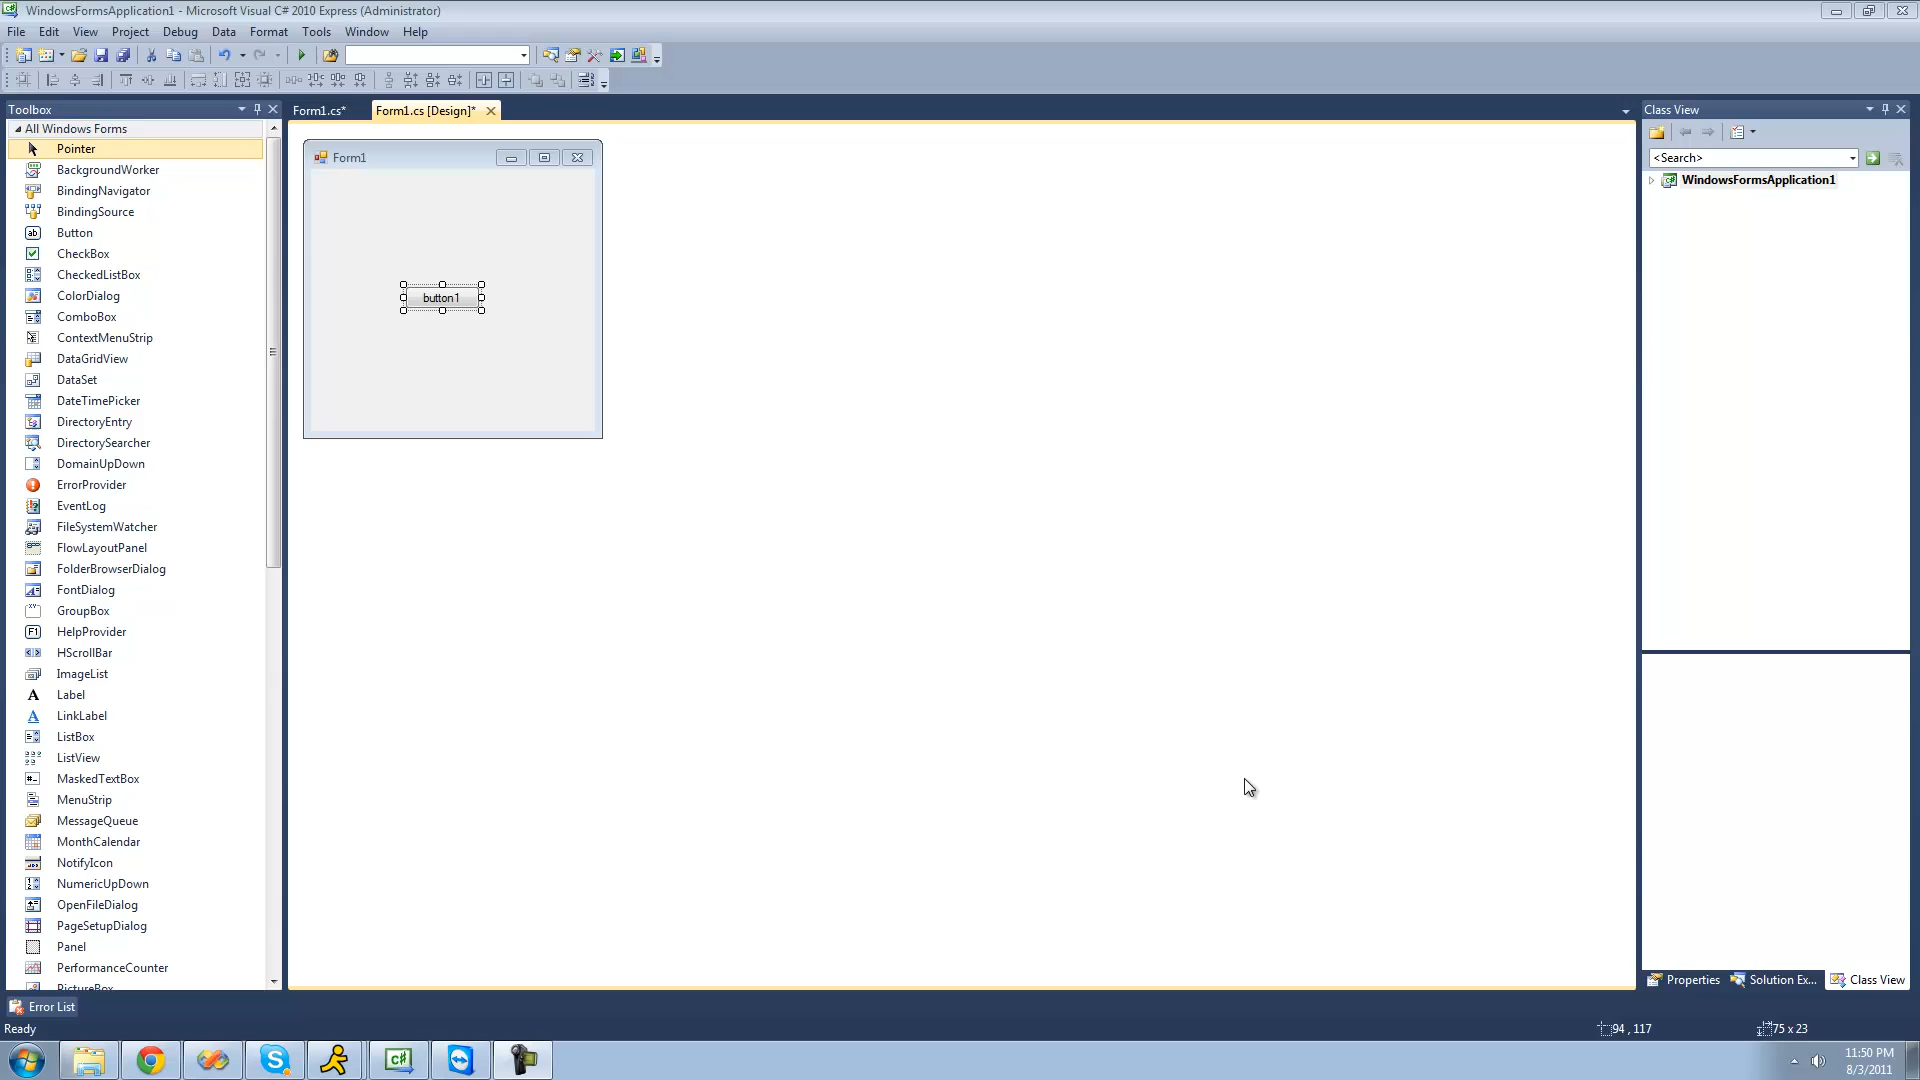 WindowsFormsApplication1 - Microsoft Visual C# 2010 Express (Administrator)
File Edit View Project Debug Data Format Tools Window Help
Toolbox
All Windows Forms
Pointer
BackgroundWorker
BindingNavigator
BindingSource
Button
CheckBox
CheckedListBox
ColorDialog
ComboBox
ContextMenuStrip
DataGridView
DataSet
DateTimePicker
DirectoryEntry
DirectorySearcher
DomainUpDown
ErrorProvider
EventLog
FileSystemWatcher
FlowLayoutPanel
FolderBrowserDialog
FontDialog
GroupBox
HelpProvider
HScrollBar
ImageList
Label
LinkLabel
ListBox
ListView
MaskedTextBox
MenuStrip
MessageQueue
MonthCalendar
NotifyIcon
NumericUpDown
OpenFileDialog
PageSetupDialog
Panel
PerformanceCounter
PictureBox
Form1.cs* Form1.cs [Design]*
Form1
button1
Class View
<Search>
WindowsFormsApplication1
Properties Solution Ex... Class View
Error List
Ready
94 , 117
75 x 23
11:50 PM
8/3/2011